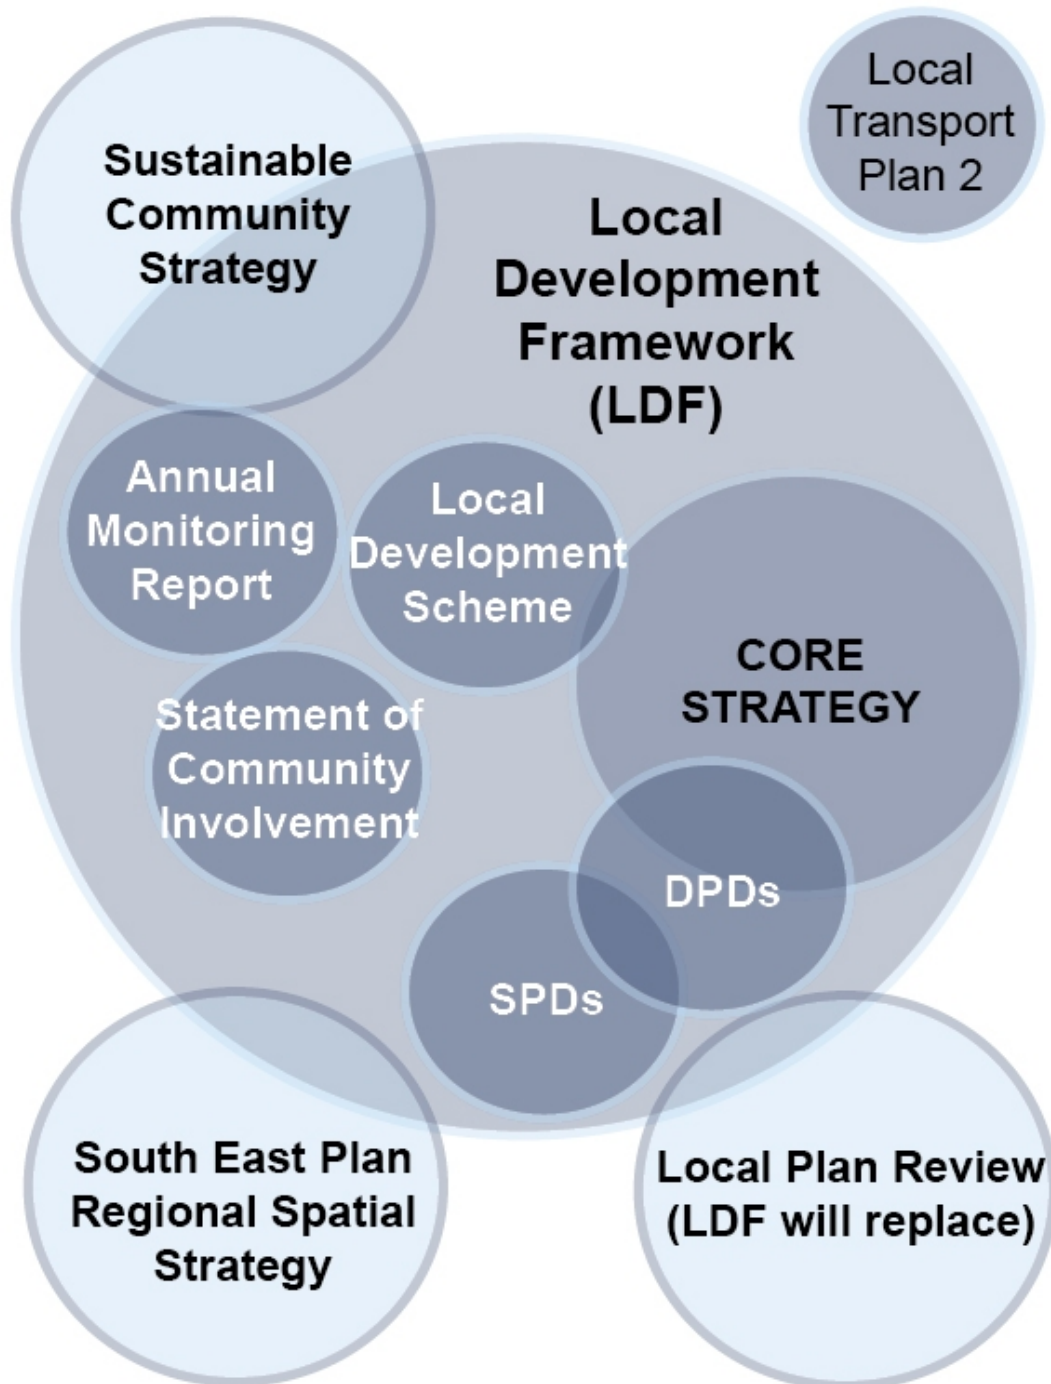 Local
Transport
Plan 2
Sustainable
Community
Strategy
Local
Development
Framework
(LDF)
Annual
Monitoring
Report
Local
Development
Scheme
CORE
STRATEGY
Statement of
Community
Involvement
DPDs
SPDs
South East Plan
Regional Spatial
Strategy
Local Plan Review
(LDF will replace)